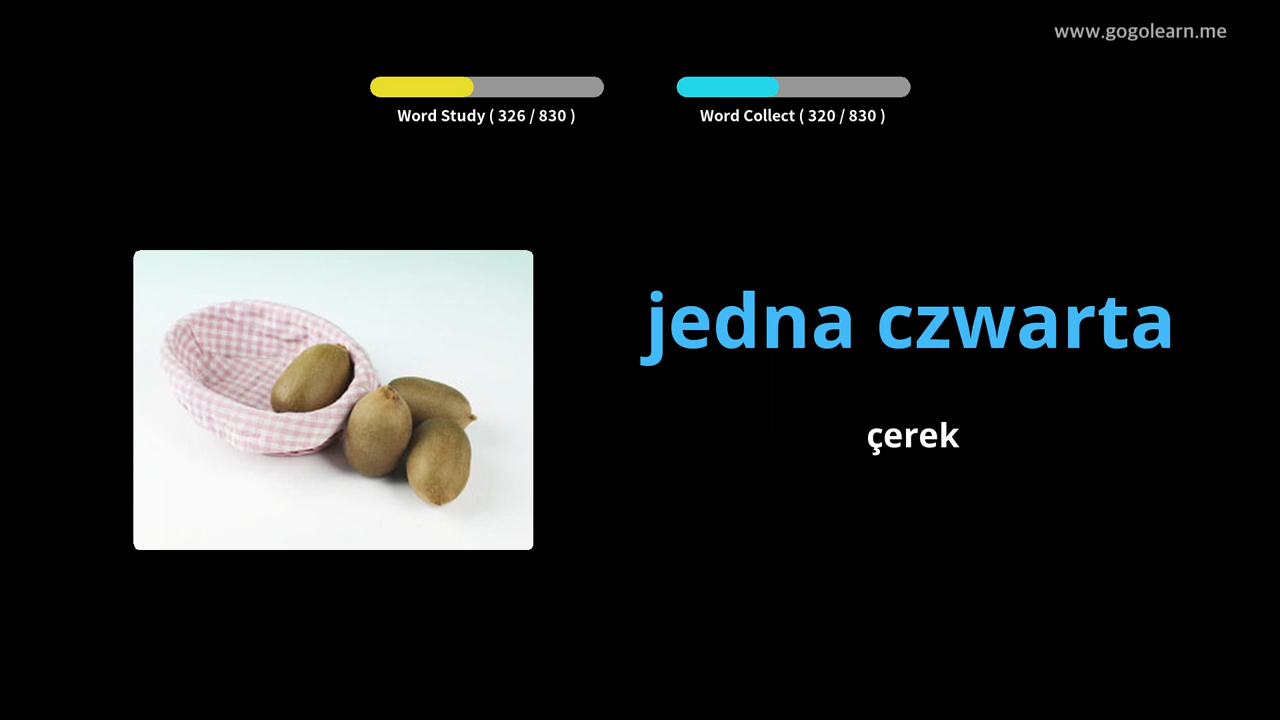 www.gogolearn.me
Word Study ( 326 / 830 )
Word Collect ( 320 / 830 )
jedna czwarta
çerek